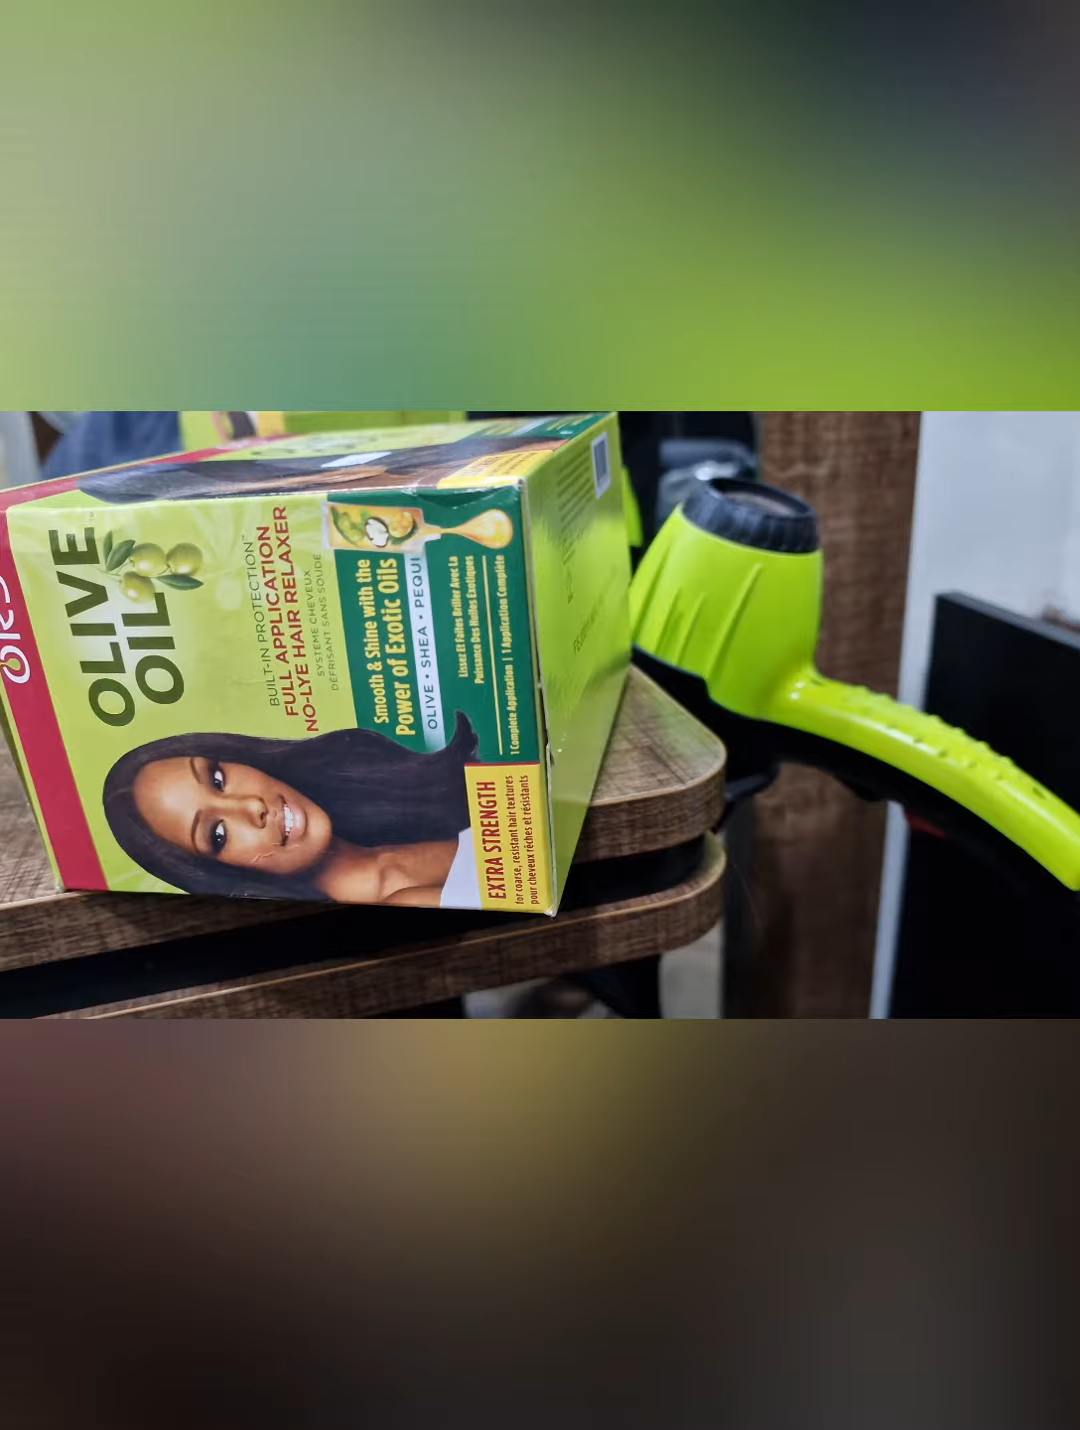 ORS
OLIVE
OIL
BUILT-IN PROTECTION™
FULL APPLICATION
NO-LYE HAIR RELAXER
SYSTEME CHEVEUX
DÉFRISANT SANS SOUDE
Smooth & Shine with the
Power of Exotic Oils
OLIVE • SHEA • PEQUI
Lissez Et Faites Briller Avec La
Puissance Des Huiles Exotiques
1 Complete Application | 1 Application Complète
EXTRA STRENGTH
for coarse, resistant hair textures
pour cheveux rêches et résistants